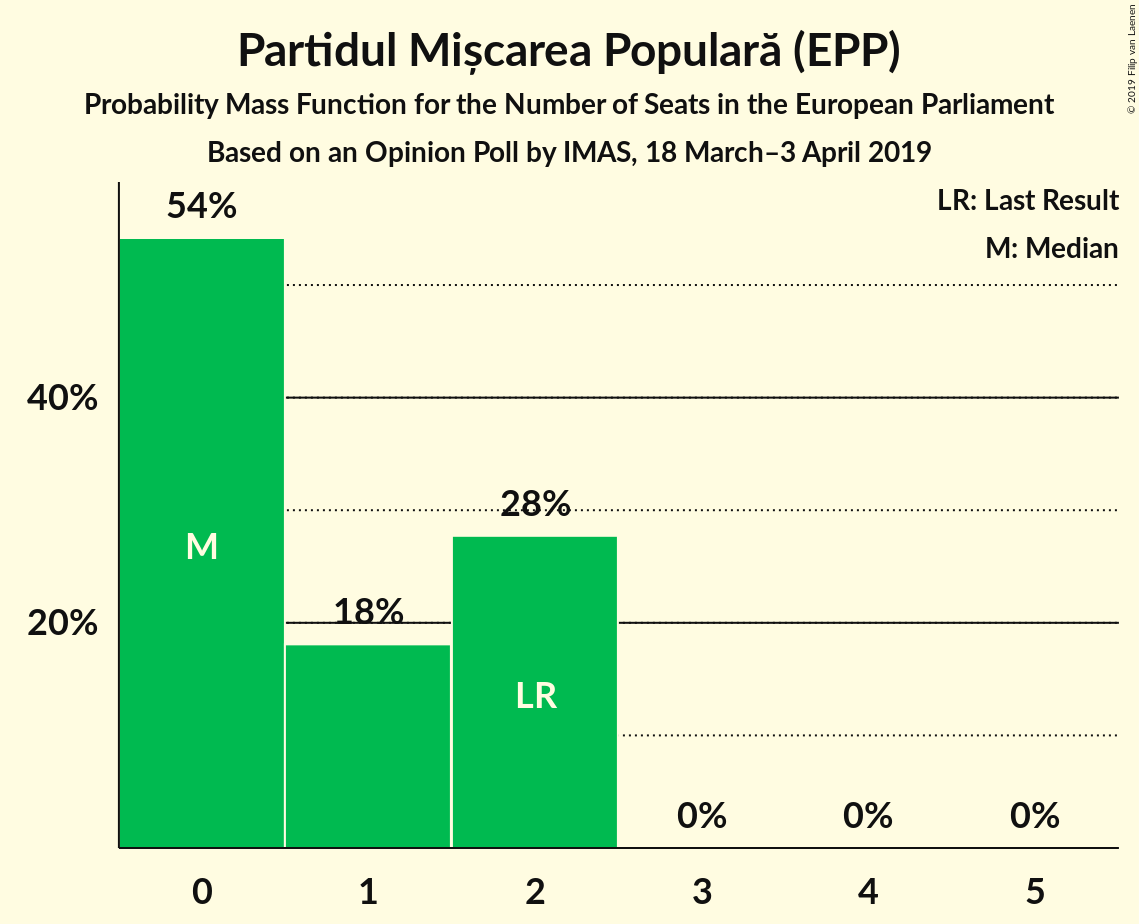 Partidul Mișcarea Populară (EPP)
Probability Mass Function for the Number of Seats in the European Parliament
Based on an Opinion Poll by IMAS, 18 March–3 April 2019
© 2019 Filip van Laenen
LR: Last Result
M: Median
54%
40%
28%
M
18%
20%
LR
0% 0% 0%
0 1 2 3 4 5